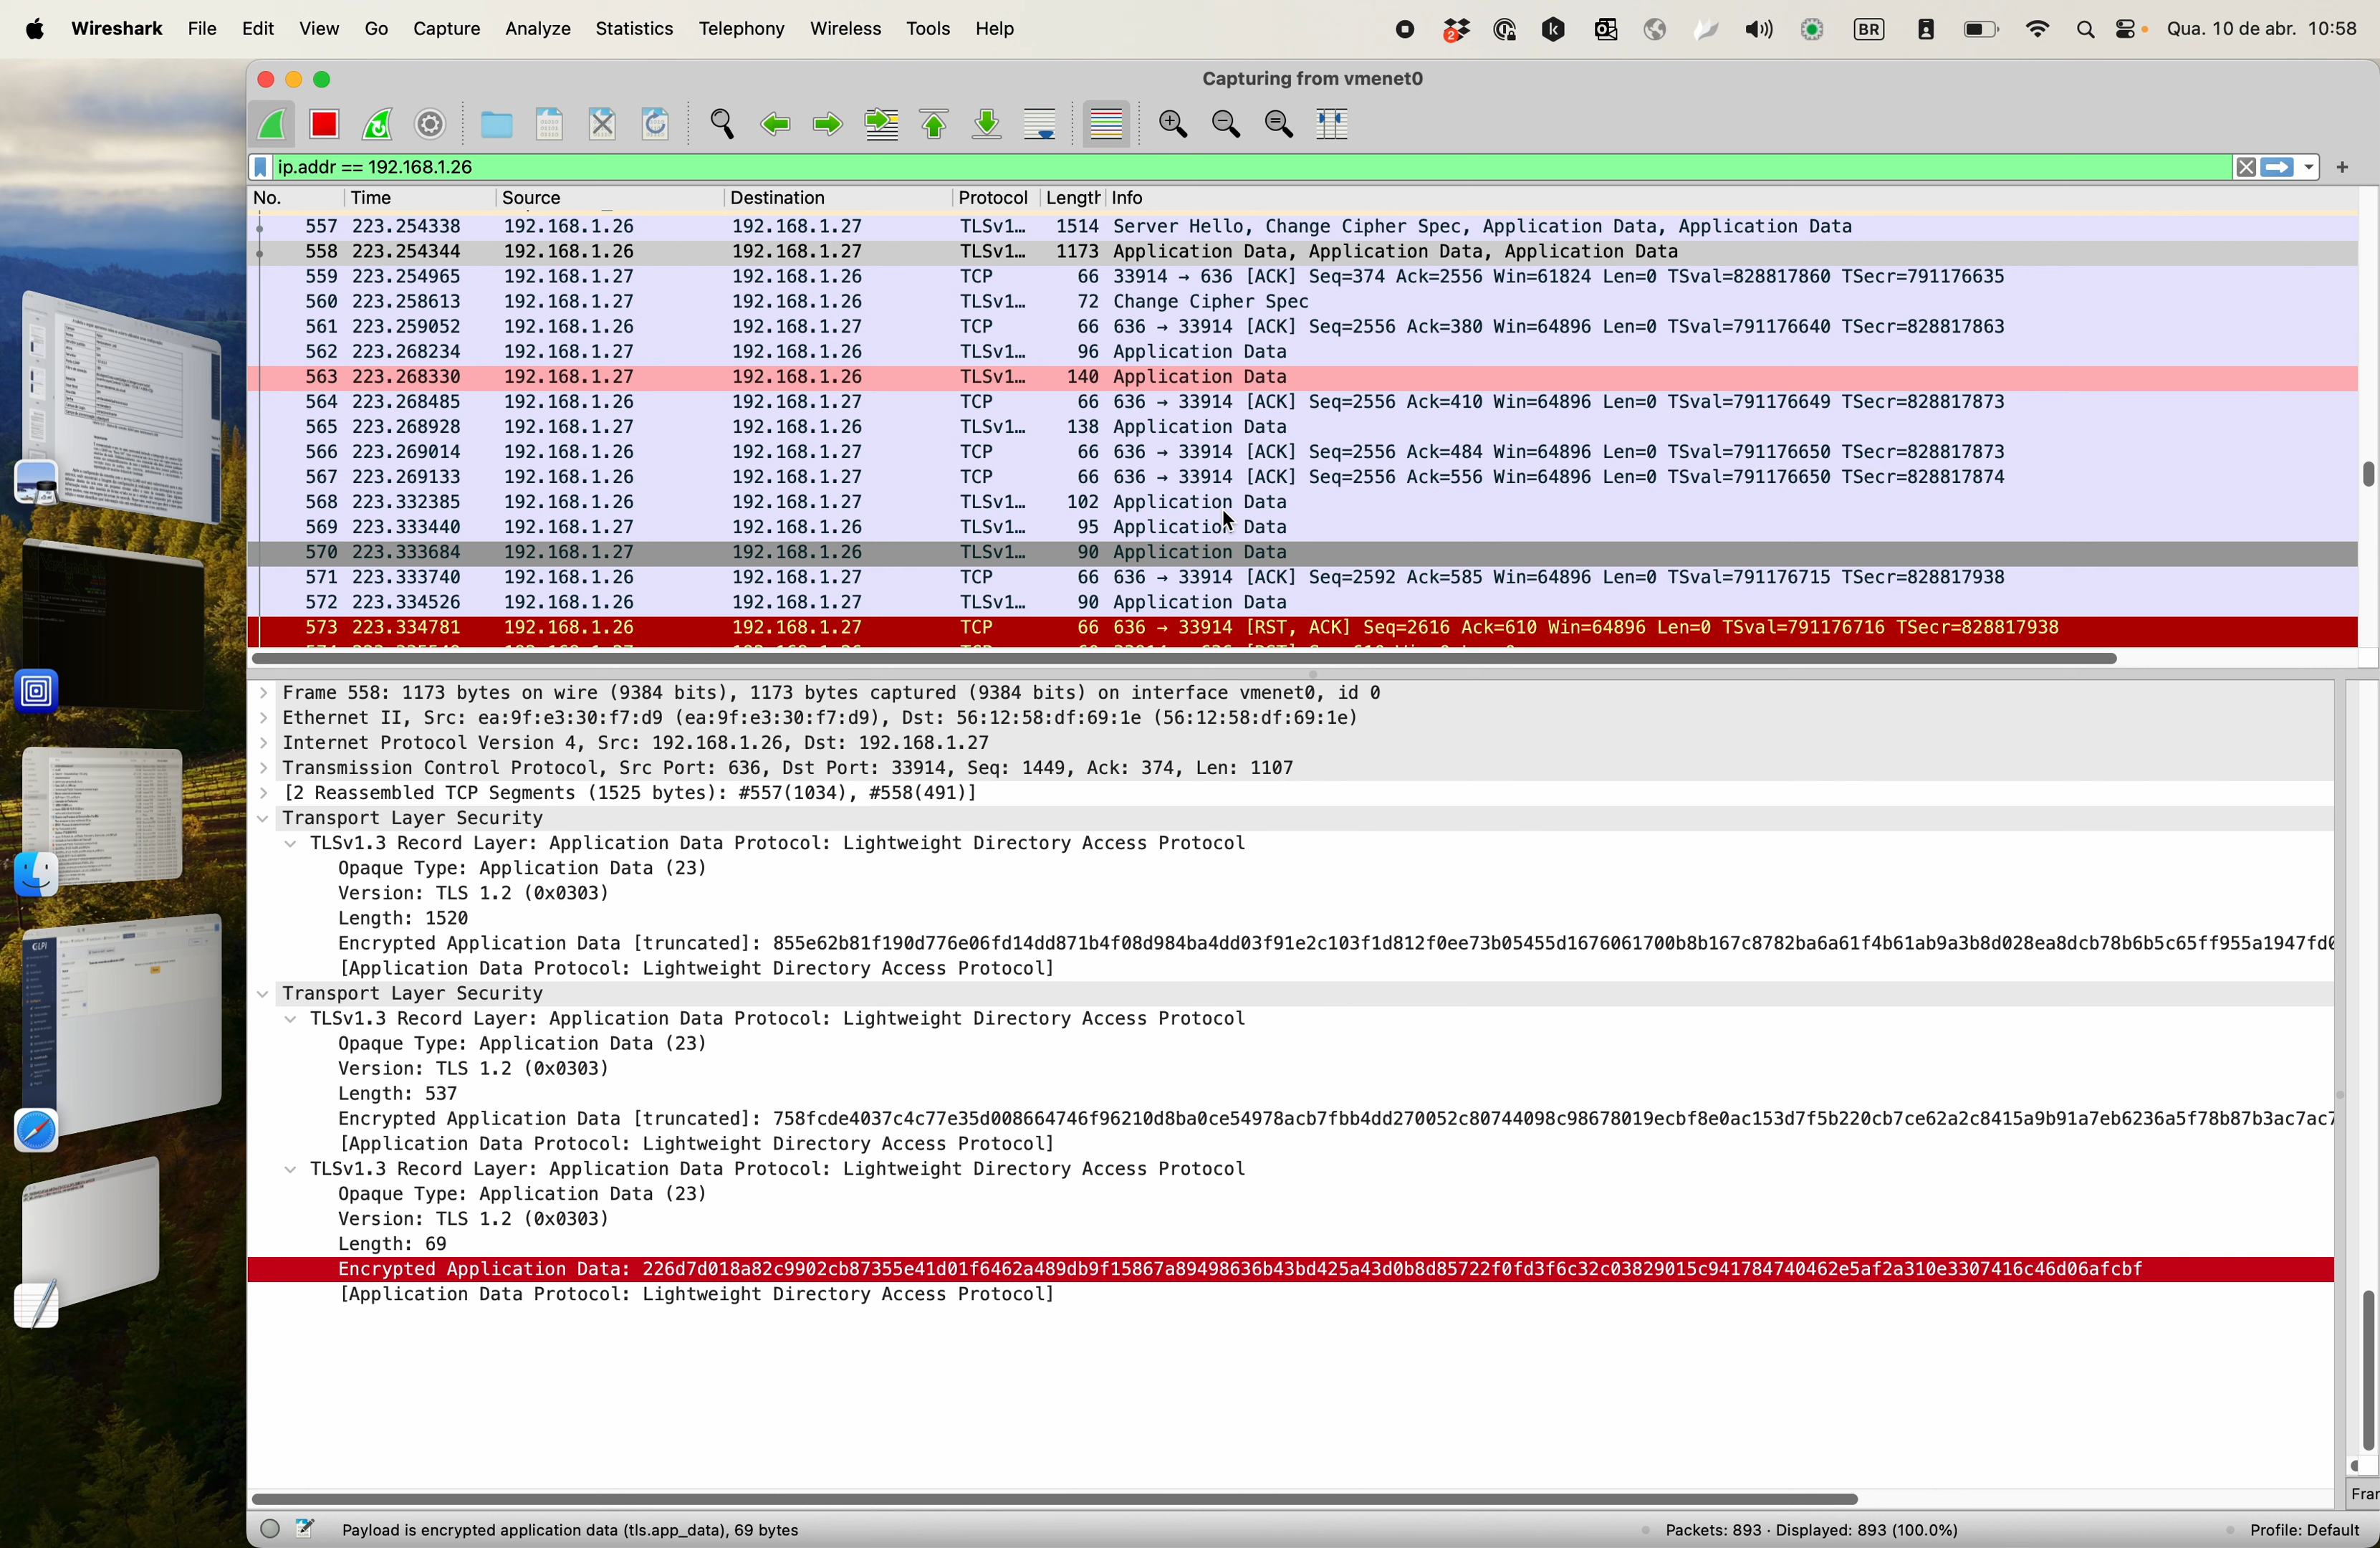 Wireshark File Edit View Go Capture Analyze Statistics Telephony Wireless Tools Help 2 BR Qua. 10 de abr. 10:58
Capturing from vmenet0
ip.addr == 192.168.1.26
No. Time Source Destination Protocol Length Info
557 223.254338 192.168.1.26 192.168.1.27 TLSv1… 1514 Server Hello, Change Cipher Spec, Application Data, Application Data
558 223.254344 192.168.1.26 192.168.1.27 TLSv1… 1173 Application Data, Application Data, Application Data
559 223.254965 192.168.1.27 192.168.1.26 TCP 66 33914 → 636 [ACK] Seq=374 Ack=2556 Win=61824 Len=0 TSval=828817860 TSecr=791176635
560 223.258613 192.168.1.27 192.168.1.26 TLSv1… 72 Change Cipher Spec
561 223.259052 192.168.1.26 192.168.1.27 TCP 66 636 → 33914 [ACK] Seq=2556 Ack=380 Win=64896 Len=0 TSval=791176640 TSecr=828817863
562 223.268234 192.168.1.27 192.168.1.26 TLSv1… 96 Application Data
563 223.268330 192.168.1.27 192.168.1.26 TLSv1… 140 Application Data
564 223.268485 192.168.1.26 192.168.1.27 TCP 66 636 → 33914 [ACK] Seq=2556 Ack=410 Win=64896 Len=0 TSval=791176649 TSecr=828817873
565 223.268928 192.168.1.27 192.168.1.26 TLSv1… 138 Application Data
566 223.269014 192.168.1.26 192.168.1.27 TCP 66 636 → 33914 [ACK] Seq=2556 Ack=484 Win=64896 Len=0 TSval=791176650 TSecr=828817873
567 223.269133 192.168.1.26 192.168.1.27 TCP 66 636 → 33914 [ACK] Seq=2556 Ack=556 Win=64896 Len=0 TSval=791176650 TSecr=828817874
568 223.332385 192.168.1.26 192.168.1.27 TLSv1… 102 Application Data
569 223.333440 192.168.1.27 192.168.1.26 TLSv1… 95 Application Data
570 223.333684 192.168.1.27 192.168.1.26 TLSv1… 90 Application Data
571 223.333740 192.168.1.26 192.168.1.27 TCP 66 636 → 33914 [ACK] Seq=2592 Ack=585 Win=64896 Len=0 TSval=791176715 TSecr=828817938
572 223.334526 192.168.1.26 192.168.1.27 TLSv1… 90 Application Data
573 223.334781 192.168.1.26 192.168.1.27 TCP 66 636 → 33914 [RST, ACK] Seq=2616 Ack=610 Win=64896 Len=0 TSval=791176716 TSecr=828817938
Frame 558: 1173 bytes on wire (9384 bits), 1173 bytes captured (9384 bits) on interface vmenet0, id 0
Ethernet II, Src: ea:9f:e3:30:f7:d9 (ea:9f:e3:30:f7:d9), Dst: 56:12:58:df:69:1e (56:12:58:df:69:1e)
Internet Protocol Version 4, Src: 192.168.1.26, Dst: 192.168.1.27
Transmission Control Protocol, Src Port: 636, Dst Port: 33914, Seq: 1449, Ack: 374, Len: 1107
[2 Reassembled TCP Segments (1525 bytes): #557(1034), #558(491)]
Transport Layer Security
TLSv1.3 Record Layer: Application Data Protocol: Lightweight Directory Access Protocol
Opaque Type: Application Data (23)
Version: TLS 1.2 (0x0303)
Length: 1520
Encrypted Application Data [truncated]: 855e62b81f190d776e06fd14dd871b4f08d984ba4dd03f91e2c103f1d812f0ee73b05455d1676061700b8b167c8782ba6a61f4b61ab9a3b8d028ea8dcb78b6b5c65ff955a1947fd0
[Application Data Protocol: Lightweight Directory Access Protocol]
Transport Layer Security
TLSv1.3 Record Layer: Application Data Protocol: Lightweight Directory Access Protocol
Opaque Type: Application Data (23)
Version: TLS 1.2 (0x0303)
Length: 537
Encrypted Application Data [truncated]: 758fcde4037c4c77e35d008664746f96210d8ba0ce54978acb7fbb4dd270052c80744098c98678019ecbf8e0ac153d7f5b220cb7ce62a2c8415a9b91a7eb6236a5f78b87b3ac7ac7
[Application Data Protocol: Lightweight Directory Access Protocol]
TLSv1.3 Record Layer: Application Data Protocol: Lightweight Directory Access Protocol
Opaque Type: Application Data (23)
Version: TLS 1.2 (0x0303)
Length: 69
Encrypted Application Data: 226d7d018a82c9902cb87355e41d01f6462a489db9f15867a89498636b43bd425a43d0b8d85722f0fd3f6c32c03829015c941784740462e5af2a310e3307416c46d06afcbf
[Application Data Protocol: Lightweight Directory Access Protocol]
GLPI
Fran
Payload is encrypted application data (tls.app_data), 69 bytes
Packets: 893 · Displayed: 893 (100.0%)
Profile: Default